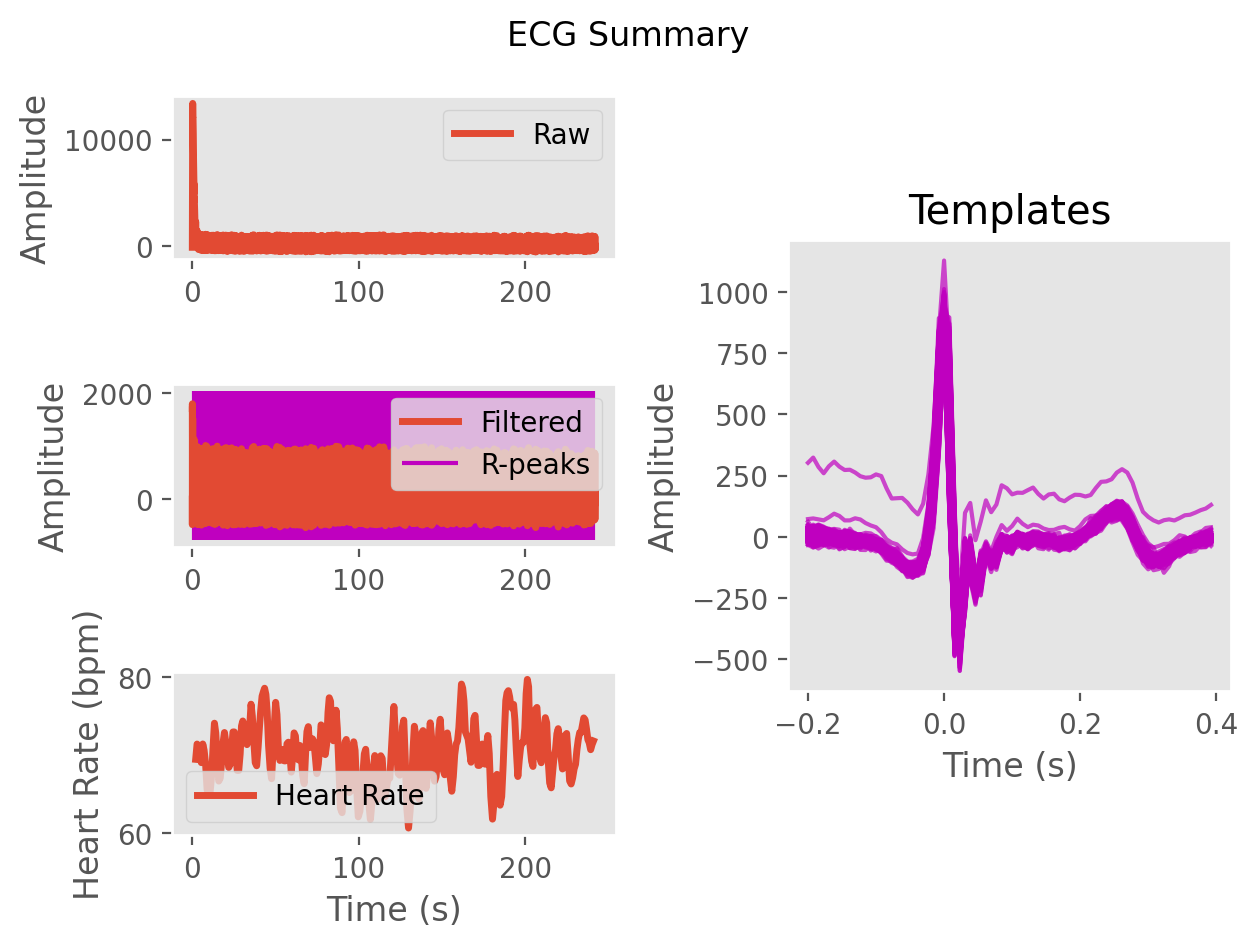 ECG Summary
Amplitude
10000
0
Raw
0 100 200
Amplitude
2000
0
Filtered
R-peaks
0 100 200
Heart Rate (bpm)
80
60
Heart Rate
0 100 200
Time (s)
Templates
Amplitude
1000
750
500
250
0
−250
−500
−0.2 0.0 0.2 0.4
Time (s)